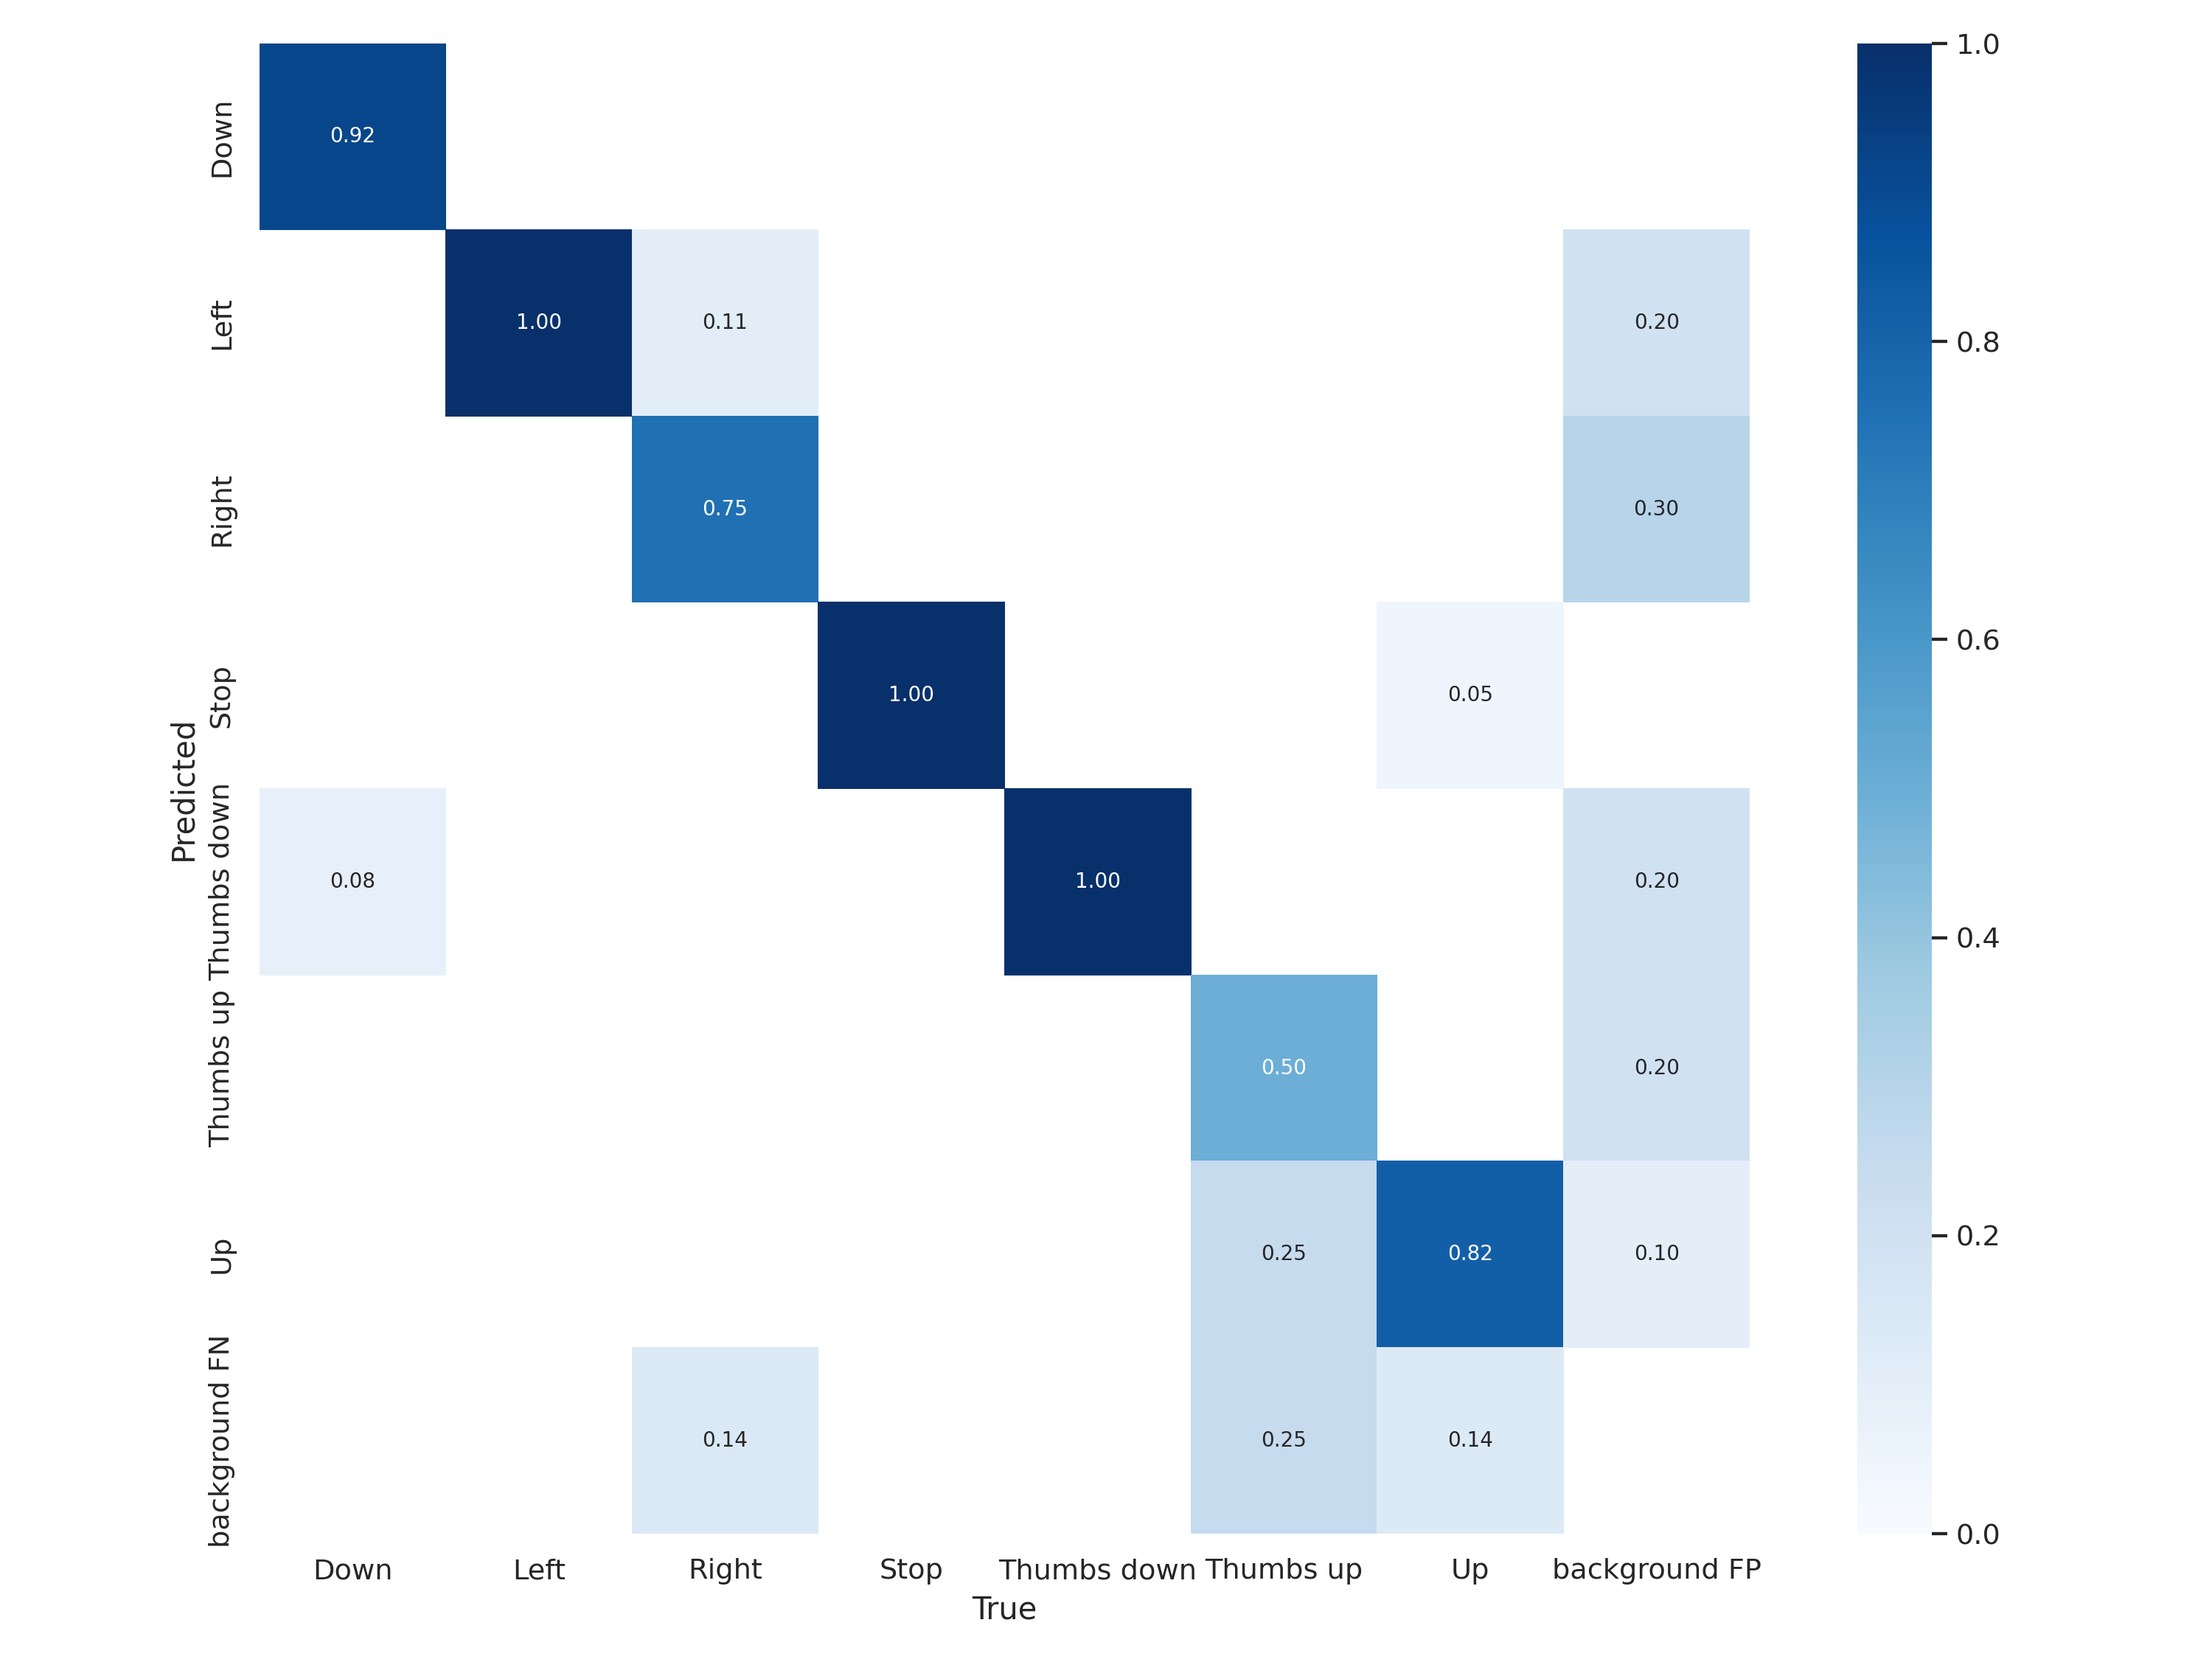 1.0
Down
0.92
Left
1.00
0.11
0.20
0.8
Right
0.75
0.30
0.6
Stop
1.00
0.05
Predicted
Thumbs down
0.08
1.00
0.20
0.4
Thumbs up
0.50
0.20
Up
0.25
0.82
0.10
0.2
background FN
0.14
0.25
0.14
0.0
Down Left Right Stop Thumbs down Thumbs up Up background FP
True